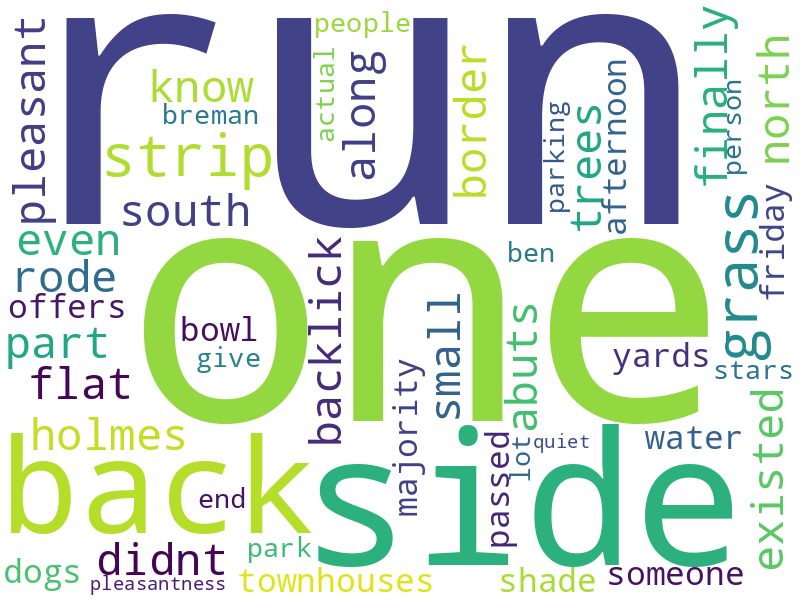 run
people
pleasant
know
actual
along
border
finally
north
breman
parking
trees
afternoon
person
strip
south
grass
friday
even
one
backlick
ben
rode
offers
small
abuts
part
bowl
give
yards
stars
flat
majority
holmes
back
side
passed
lot
quiet
water
existed
end
didnt
park
dogs
pleasantness
townhouses
shade
someone